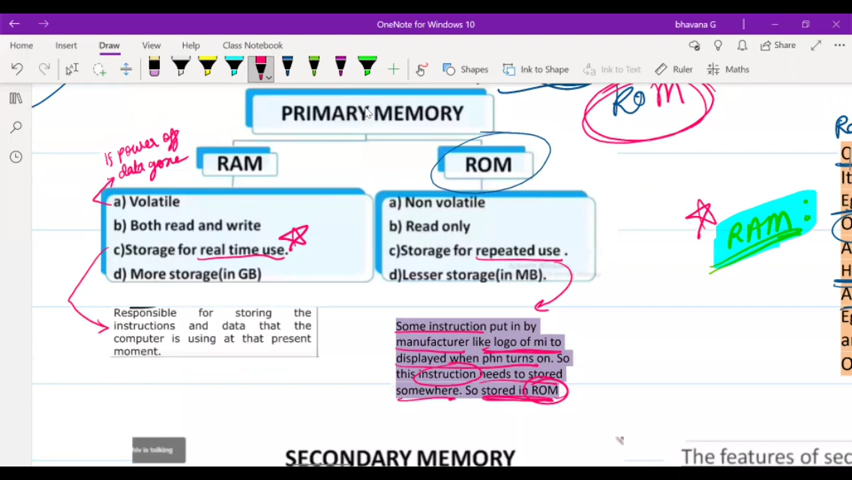 OneNote for Windows 10
bhavana G
Home Insert Draw View Help Class Notebook
Share
Shapes Ink to Shape Ink to Text Ruler Maths
PRIMARY MEMORY
ROM
RAM
ROM
Is power off
data gone
a) Volatile
b) Both read and write
c)Storage for real time use.
d) More storage(in GB)
a) Non volatile
b) Read only
c)Storage for repeated use .
d)Lesser storage(in MB).
RAM:
Responsible for storing the
instructions and data that the
computer is using at that present
moment.
Some instruction put in by
manufacturer like logo of mi to
displayed when phn turns on. So
this instruction needs to stored
somewhere. So stored in ROM
is talking
SECONDARY MEMORY
The features of sec